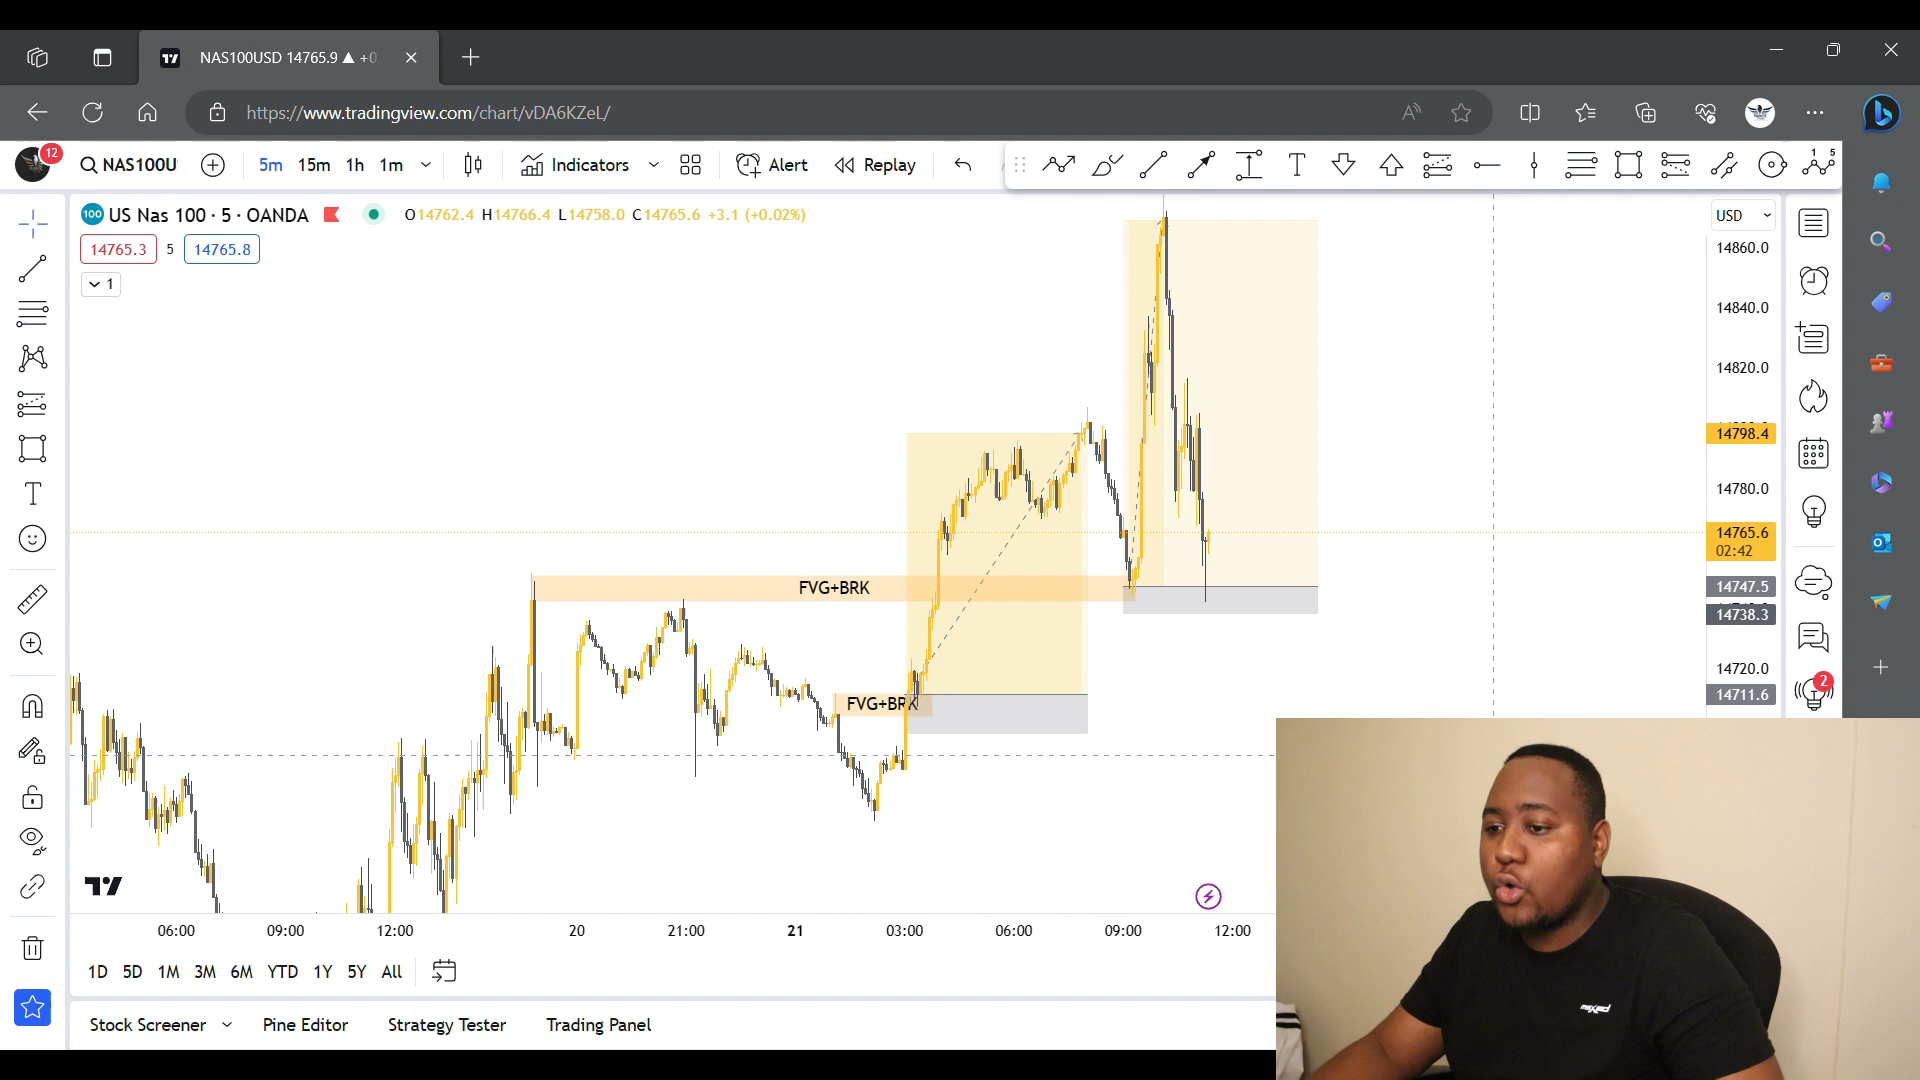 NAS100USD 14765.9 ▲ +0
https://www.tradingview.com/chart/vDA6KZeL/
12
NAS100U
5m 15m 1h 1m
Indicators
Alert
Replay
1 5
100 US Nas 100 · 5 · OANDA
O14762.4 H14766.4 L14758.0 C14765.6 +3.1 (+0.02%)
USD
14765.3 5 14765.8
1
14860.0
14840.0
14820.0
14798.4
14780.0
14765.6
02:42
14747.5
14738.3
14720.0
14711.6
2
FVG+BRK
FVG+BRK
06:00 09:00 12:00 20 21:00 21 03:00 06:00 09:00 12:00
1D 5D 1M 3M 6M YTD 1Y 5Y All
Stock Screener Pine Editor Strategy Tester Trading Panel